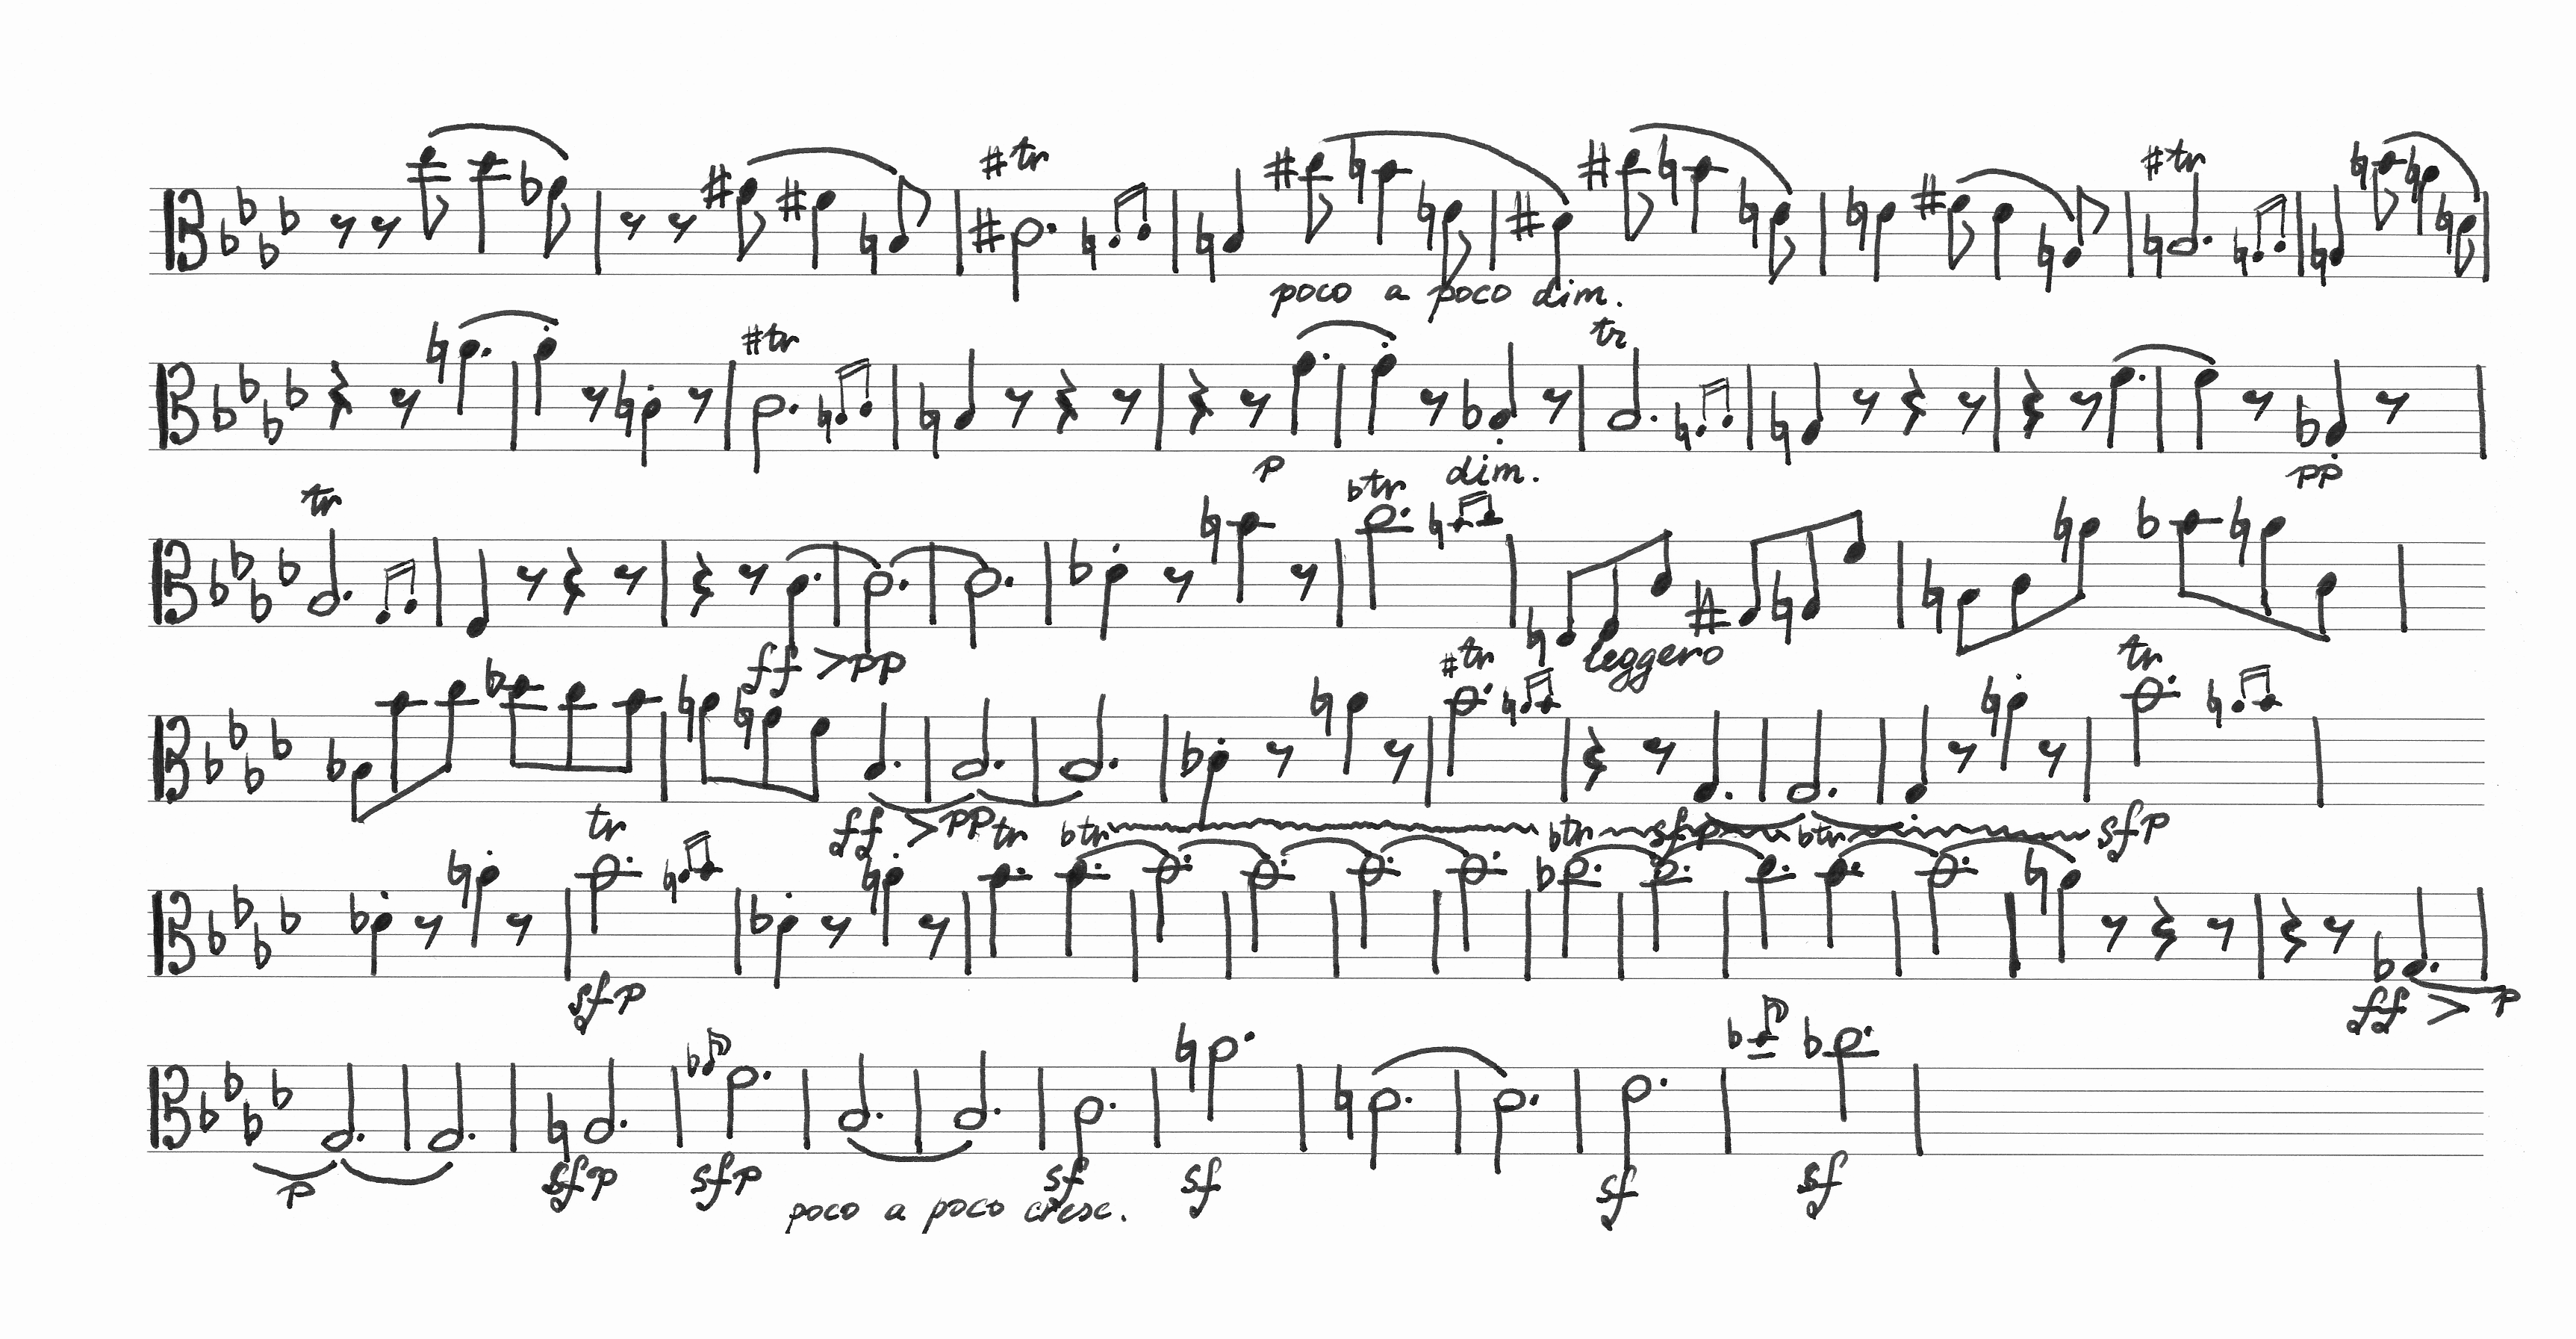 tr tr
poco a poco dim.
tr tr
p dim. pp
tr tr
ff pp leggero
tr tr
ff pp sfp sfp
tr tr tr tr tr
sfp ff p
p sfp sfp sf sf sf sf
poco a poco cresc.